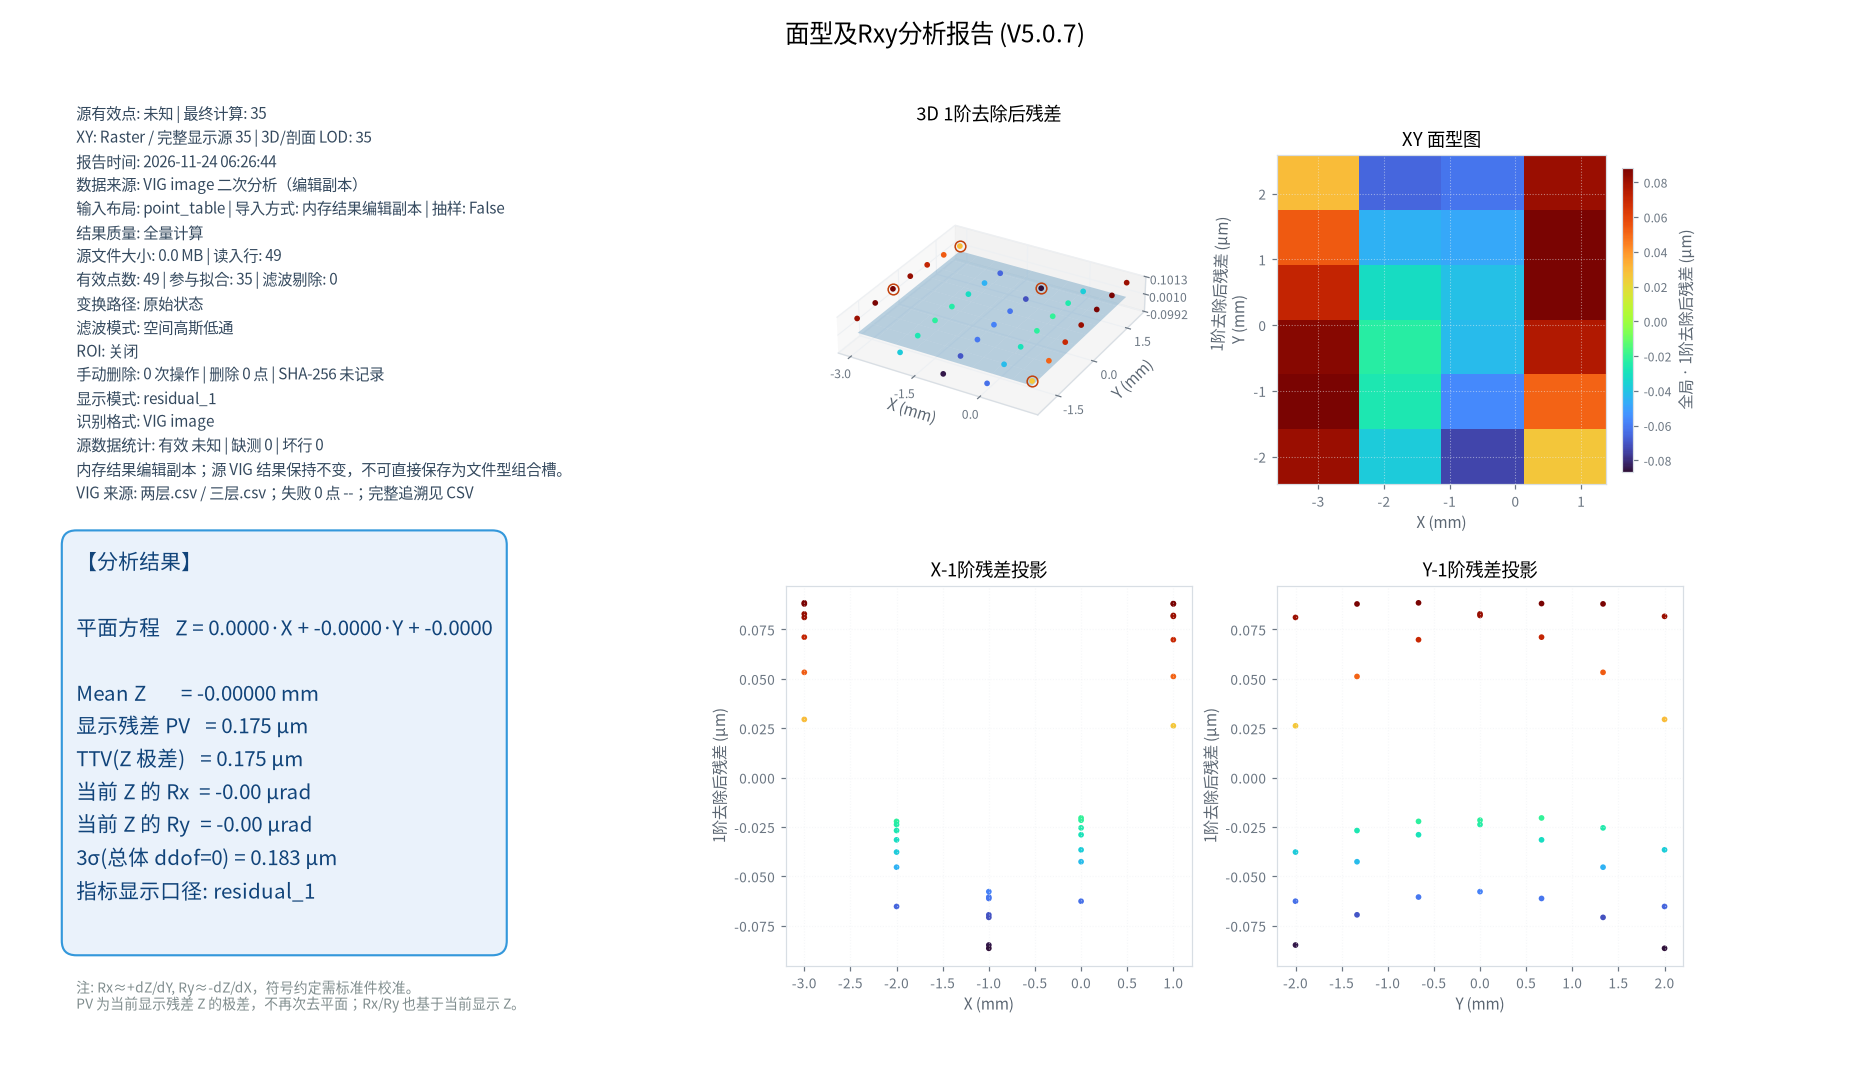 面型及Rxy分析报告 (V5.0.7)
源有效点: 未知 | 最终计算: 35
XY: Raster / 完整显示源 35 | 3D/剖面 LOD: 35
报告时间: 2026-11-24 06:26:44
数据来源: VIG image 二次分析（编辑副本）
输入布局: point_table | 导入方式: 内存结果编辑副本 | 抽样: False
结果质量: 全量计算
源文件大小: 0.0 MB | 读入行: 49
有效点数: 49 | 参与拟合: 35 | 滤波剔除: 0
变换路径: 原始状态
滤波模式: 空间高斯低通
ROI: 关闭
手动删除: 0 次操作 | 删除 0 点 | SHA-256 未记录
显示模式: residual_1
识别格式: VIG image
源数据统计: 有效 未知 | 缺测 0 | 坏行 0
内存结果编辑副本；源 VIG 结果保持不变，不可直接保存为文件型组合槽。
VIG 来源: 两层.csv / 三层.csv；失败 0 点 --；完整追溯见 CSV
【分析结果】
平面方程 Z = 0.0000·X + -0.0000·Y + -0.0000
Mean Z = -0.00000 mm
显示残差 PV = 0.175 μm
TTV(Z 极差) = 0.175 μm
当前 Z 的 Rx = -0.00 μrad
当前 Z 的 Ry = -0.00 μrad
3σ(总体 ddof=0) = 0.183 μm
指标显示口径: residual_1
注: Rx≈+dZ/dY, Ry≈-dZ/dX，符号约定需标准件校准。
PV 为当前显示残差 Z 的极差，不再次去平面；Rx/Ry 也基于当前显示 Z。
3D 1阶去除后残差
0.1013
0.0010
-0.0992
1.5
0.0
-1.5
Y (mm)
-3.0
-1.5
0.0
X (mm)
1阶去除后残差 (μm)
XY 面型图
2
1
0
-1
-2
Y (mm)
-3 -2 -1 0 1
X (mm)
0.08
0.06
0.04
0.02
0.00
-0.02
-0.04
-0.06
-0.08
全局 · 1阶去除后残差 (μm)
X-1阶残差投影
0.075
0.050
0.025
0.000
-0.025
-0.050
-0.075
1阶去除后残差 (μm)
-3.0 -2.5 -2.0 -1.5 -1.0 -0.5 0.0 0.5 1.0
X (mm)
Y-1阶残差投影
0.075
0.050
0.025
0.000
-0.025
-0.050
-0.075
1阶去除后残差 (μm)
-2.0 -1.5 -1.0 -0.5 0.0 0.5 1.0 1.5 2.0
Y (mm)